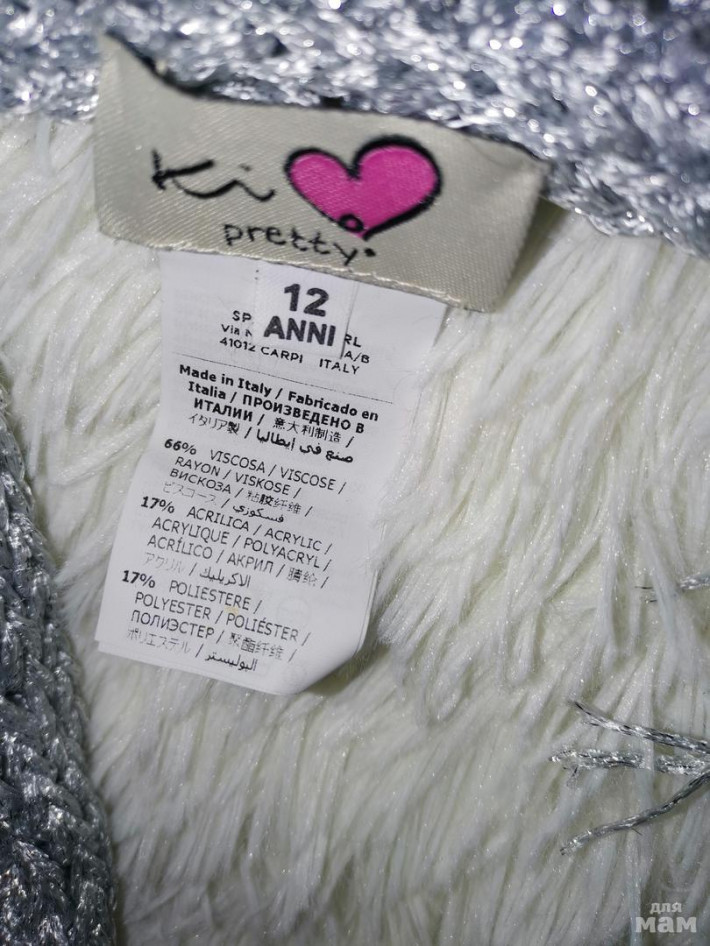 Ki
pretty
12
ANNI
SP RL
Via A/B
41012 CARPI ITALY
Made in Italy / Fabricado en
Italia / ПРОИЗВЕДЕНО В
ИТАЛИИ / 意大利制造 /
イタリア製 / صنع في ايطاليا
66% VISCOSA / VISCOSE /
RAYON / VISKOSE /
ВИСКОЗА / 粘胶纤维 /
ビスコース / فسكوزي
17% ACRILICA / ACRYLIC /
ACRYLIQUE / POLYACRYL /
ACRÍLICO / АКРИЛ / 腈纶 /
アクリル / الاكريليك
17% POLIESTERE /
POLYESTER / POLIÉSTER /
ПОЛИЭСТЕР / 聚酯纤维 /
ポリエステル / البوليستر
для
мам